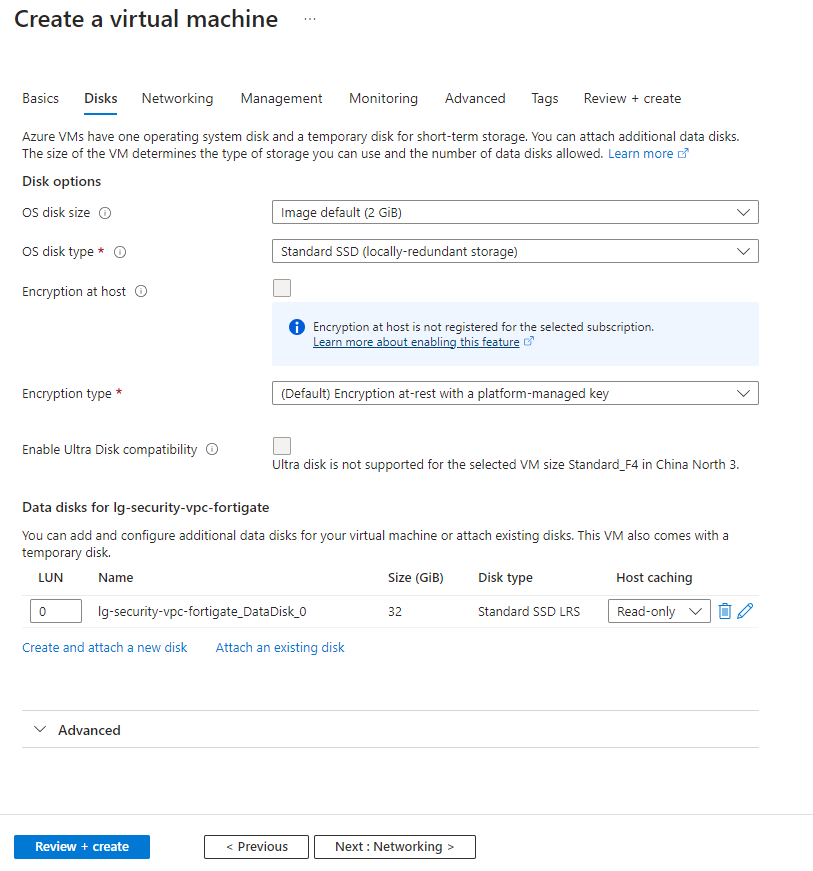 Create a virtual machine ...
Basics Disks Networking Management Monitoring Advanced Tags Review + create
Azure VMs have one operating system disk and a temporary disk for short-term storage. You can attach additional data disks.
The size of the VM determines the type of storage you can use and the number of data disks allowed. Learn more
Disk options
OS disk size Image default (2 GiB)
OS disk type * Standard SSD (locally-redundant storage)
Encryption at host
Encryption at host is not registered for the selected subscription.
Learn more about enabling this feature
Encryption type * (Default) Encryption at-rest with a platform-managed key
Enable Ultra Disk compatibility
Ultra disk is not supported for the selected VM size Standard_F4 in China North 3.
Data disks for lg-security-vpc-fortigate
You can add and configure additional data disks for your virtual machine or attach existing disks. This VM also comes with a
temporary disk.
LUN Name Size (GiB) Disk type Host caching
0 lg-security-vpc-fortigate_DataDisk_0 32 Standard SSD LRS Read-only
Create and attach a new disk Attach an existing disk
Advanced
Review + create < Previous Next : Networking >